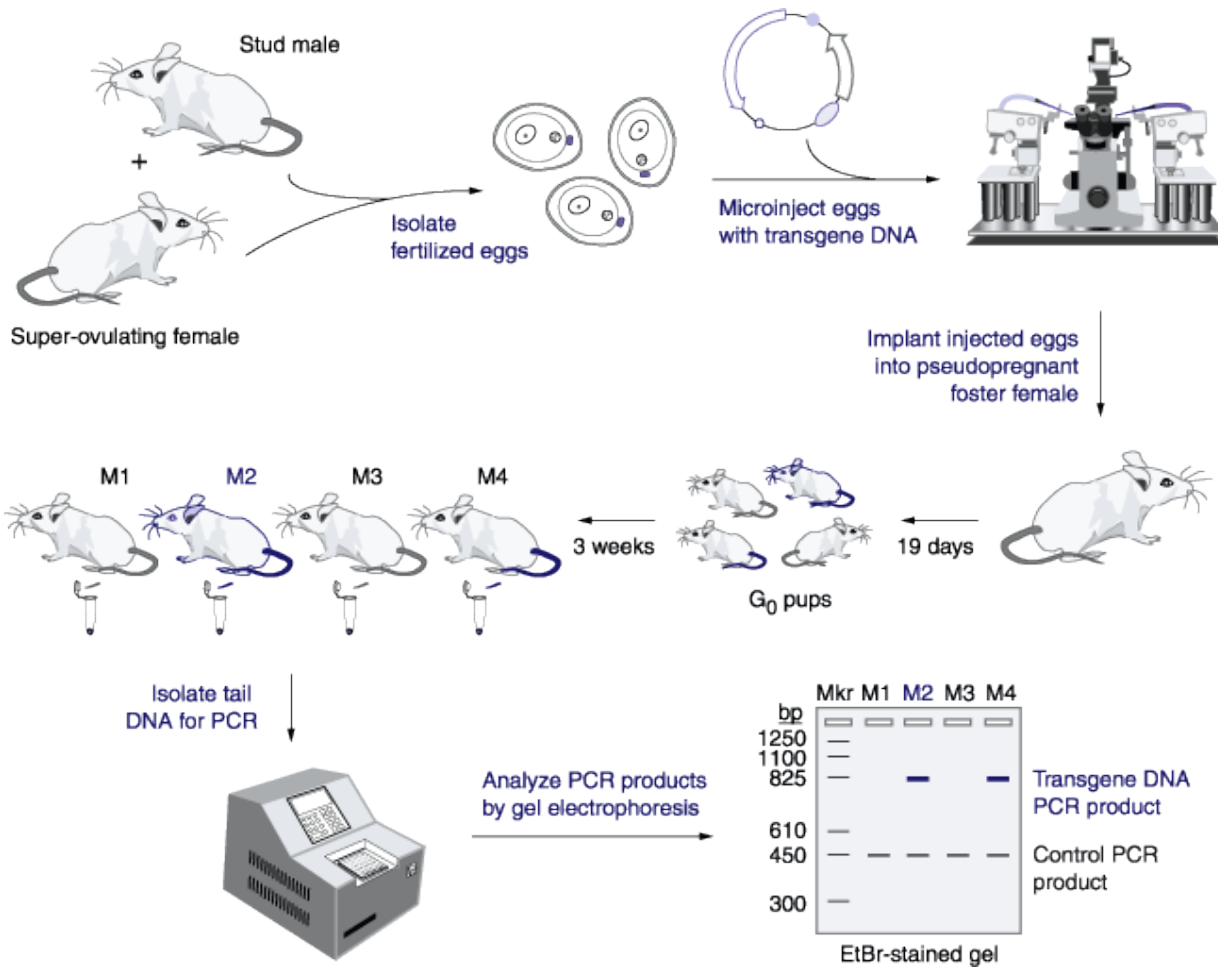 Stud male
+
Super-ovulating female
Isolate
fertilized eggs
Microinject eggs
with transgene DNA
Implant injected eggs
into pseudopregnant
foster female
19 days
G₀ pups
3 weeks
M1 M2 M3 M4
Isolate tail
DNA for PCR
Analyze PCR products
by gel electrophoresis
Mkr M1 M2 M3 M4
bp
1250
1100
825
610
450
300
Transgene DNA
PCR product
Control PCR
product
EtBr-stained gel